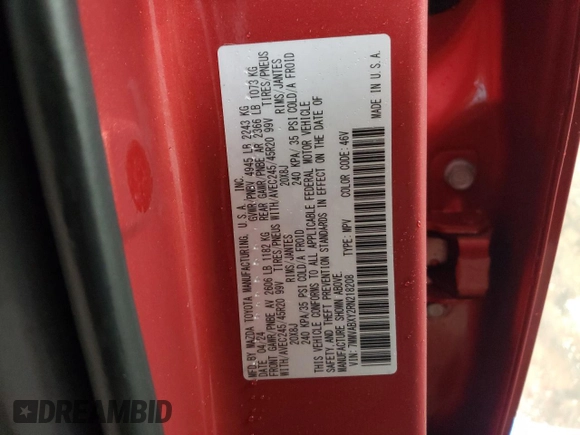 MFD BY MAZDA TOYOTA MANUFACTURING, U.S.A., INC.
DATE 04/24 GVWR/PNBV 4945 LB 2243 KG
FRONT GAWR/PNBE AV 2606 LB 1182 KG REAR GAWR/PNBE AR 2366 LB 1073 KG
WITH/AVEC245/45R20 99V TIRES/PNEUS WITH/AVEC245/45R20 99V TIRES/PNEUS
20X8J RIMS/JANTES 20X8J RIMS/JANTES
240 KPA/35 PSI COLD/A FROID 240 KPA/35 PSI COLD/A FROID
THIS VEHICLE CONFORMS TO ALL APPLICABLE FEDERAL MOTOR VEHICLE
SAFETY AND THEFT PREVENTION STANDARDS IN EFFECT ON THE DATE OF
MANUFACTURE SHOWN ABOVE.
VIN: TYPE: MPV COLOR CODE: 46V MADE IN U.S.A.
DREAMBID